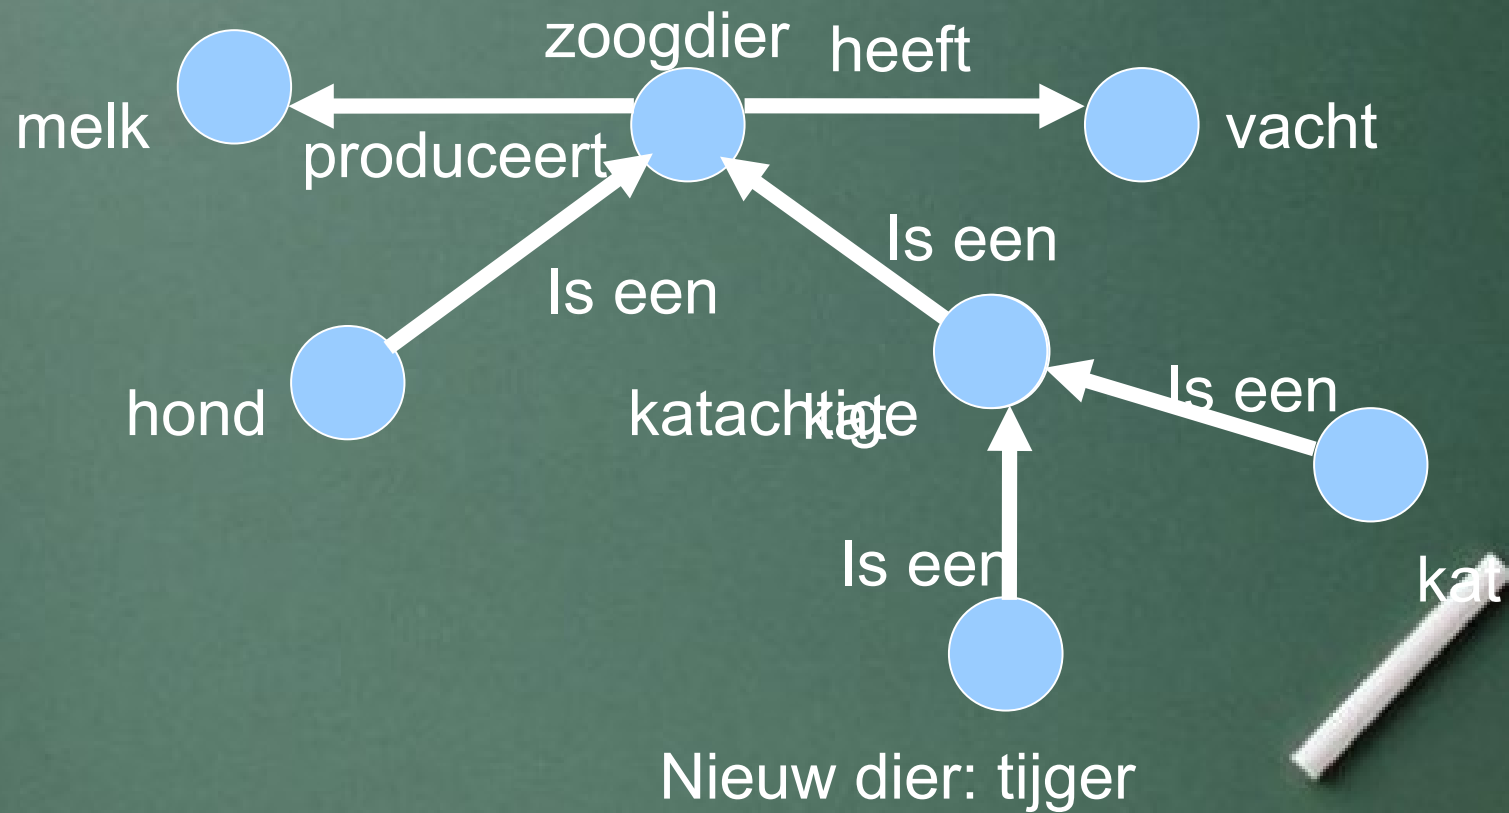 zoogdier
heeft
melk
vacht
produceert
Is een
Is een
hond
katachtige
kat
Is een
Is een
kat
Nieuw dier: tijger